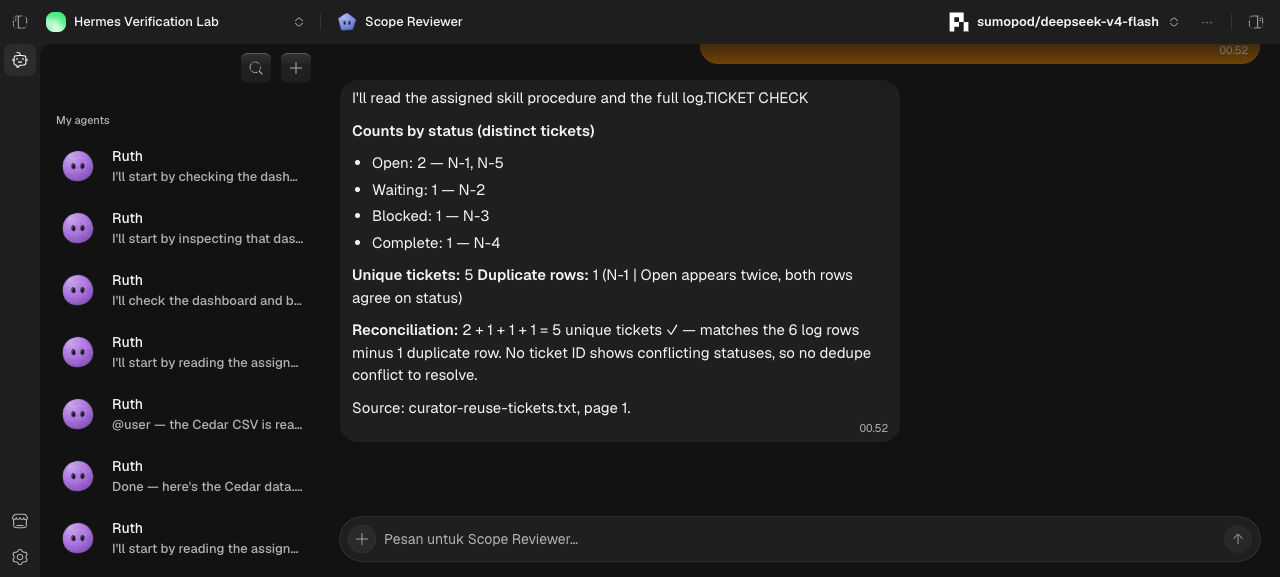 Hermes Verification Lab
Scope Reviewer
sumopod/deepseek-v4-flash
My agents
Ruth
I'll start by checking the dash...
Ruth
I'll start by inspecting that das...
Ruth
I'll check the dashboard and b...
Ruth
I'll start by reading the assign...
Ruth
@user — the Cedar CSV is rea...
Ruth
Done — here's the Cedar data....
Ruth
I'll start by reading the assign...
00.52
I'll read the assigned skill procedure and the full log.TICKET CHECK
Counts by status (distinct tickets)
• Open: 2 — N-1, N-5
• Waiting: 1 — N-2
• Blocked: 1 — N-3
• Complete: 1 — N-4
Unique tickets: 5 Duplicate rows: 1 (N-1 | Open appears twice, both rows
agree on status)
Reconciliation: 2 + 1 + 1 + 1 = 5 unique tickets ✓ — matches the 6 log rows
minus 1 duplicate row. No ticket ID shows conflicting statuses, so no dedupe
conflict to resolve.
Source: curator-reuse-tickets.txt, page 1.
00.52
Pesan untuk Scope Reviewer...